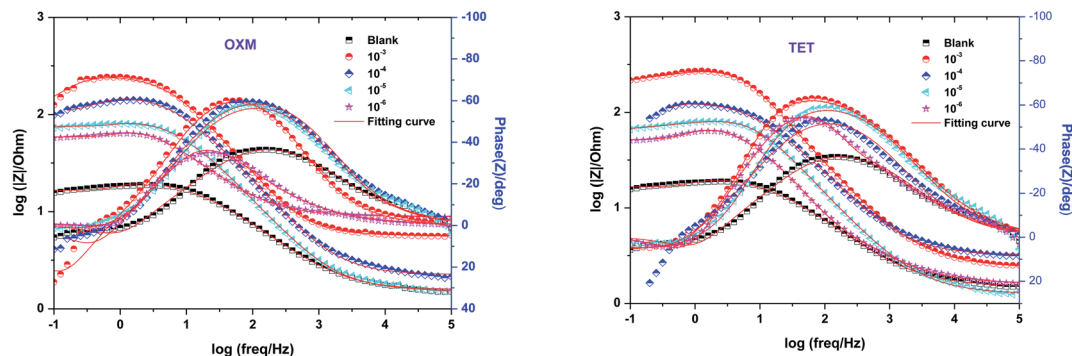 OXM
Blank
10-3
10-4
10-5
10-6
Fitting curve
log (|Z|/Ohm)
3
2
1
0
Phase(Z)/deg)
-100
-80
-60
-40
-20
0
20
40
-1 0 1 2 3 4 5
log (freq/Hz)
TET
Blank
10-3
10-4
10-5
10-6
Fitting curve
log (|Z|/Ohm)
3
2
1
0
Phase(Z)/deg)
-100
-80
-60
-40
-20
0
20
-1 0 1 2 3 4 5
log (freq/Hz)